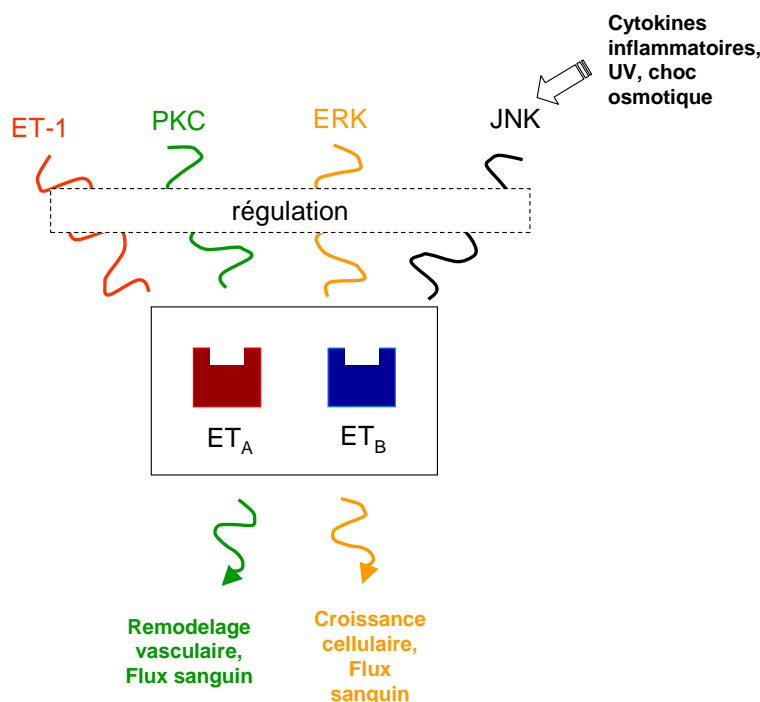 Cytokines
inflammatoires,
UV, choc
osmotique
ET-1
PKC
ERK
JNK
régulation
ETA
ETB
Remodelage
vasculaire,
Flux sanguin
Croissance
cellulaire,
Flux
sanguin